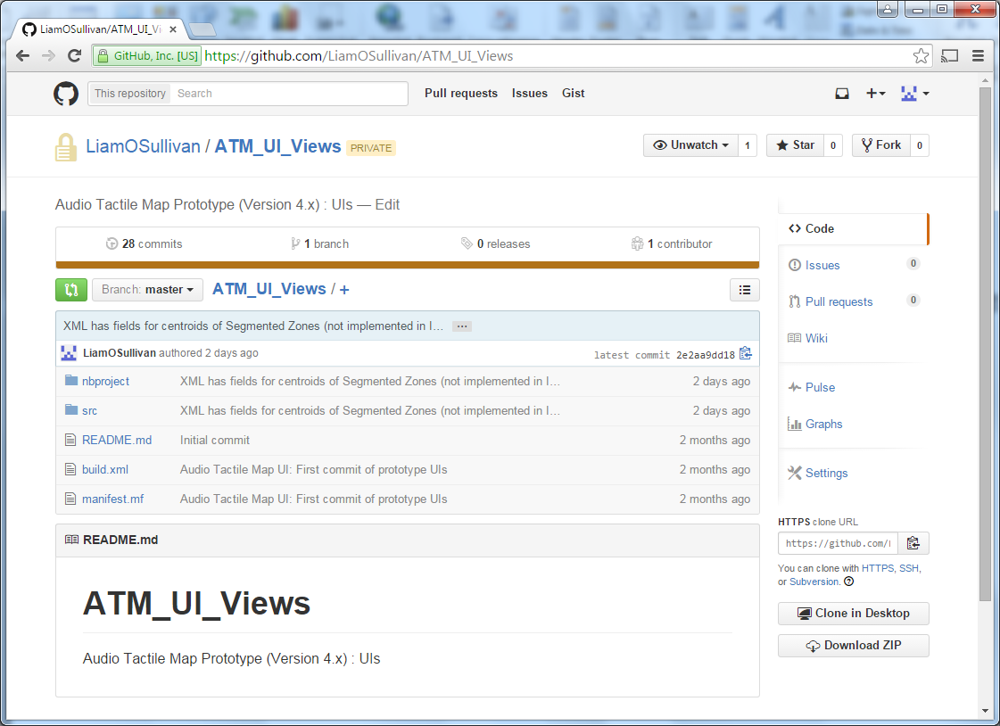 LiamOSullivan/ATM_UI_Vi
GitHub, Inc. [US] https://github.com/LiamOSullivan/ATM_UI_Views
This repository Search Pull requests Issues Gist
LiamOSullivan / ATM_UI_Views PRIVATE Unwatch 1 Star 0 Fork 0
Audio Tactile Map Prototype (Version 4.x) : UIs — Edit
28 commits 1 branch 0 releases 1 contributor
Branch: master ATM_UI_Views / +
XML has fields for centroids of Segmented Zones (not implemented in I… …
LiamOSullivan authored 2 days ago latest commit 2e2aa9dd18
nbproject XML has fields for centroids of Segmented Zones (not implemented in I… 2 days ago
src XML has fields for centroids of Segmented Zones (not implemented in I… 2 days ago
README.md Initial commit 2 months ago
build.xml Audio Tactile Map UI: First commit of prototype UIs 2 months ago
manifest.mf Audio Tactile Map UI: First commit of prototype UIs 2 months ago
README.md
ATM_UI_Views
Audio Tactile Map Prototype (Version 4.x) : UIs
Code
Issues 0
Pull requests 0
Wiki
Pulse
Graphs
Settings
HTTPS clone URL
https://github.com/
You can clone with HTTPS, SSH,
or Subversion.
Clone in Desktop
Download ZIP